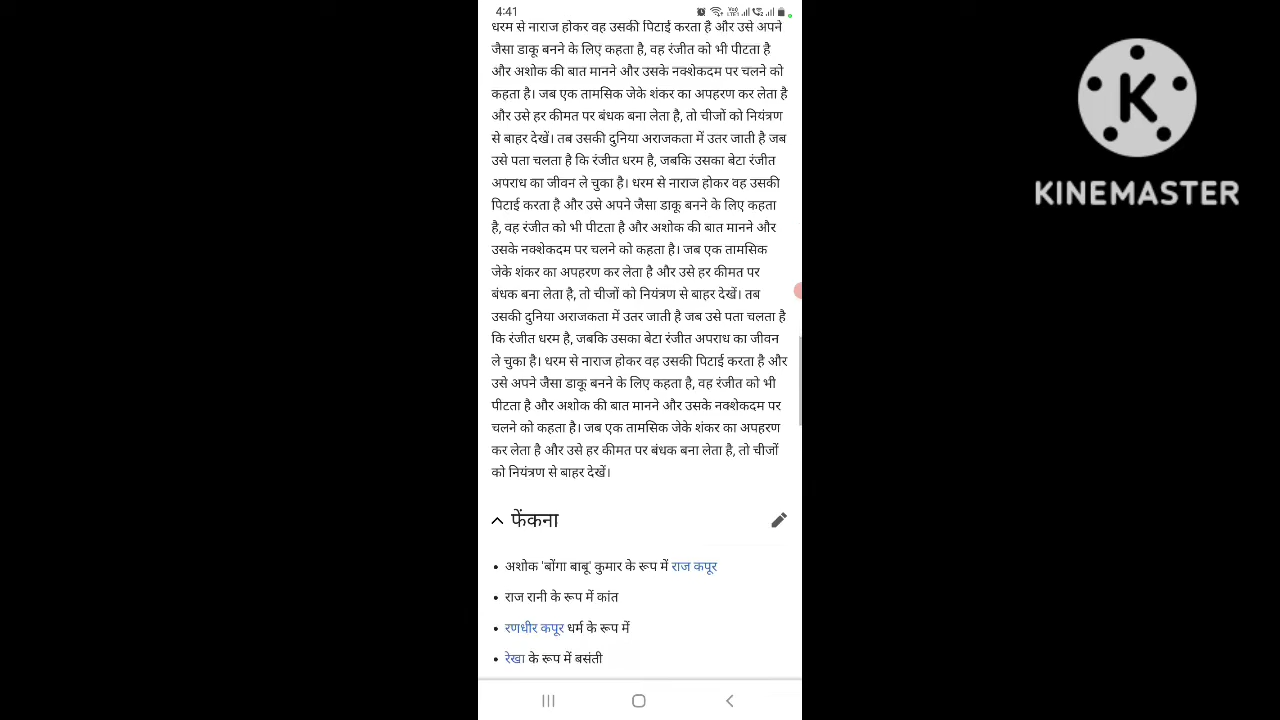 4:41
धरम से नाराज होकर वह उसकी पिटाई करता है और उसे अपने
जैसा डाकू बनने के लिए कहता है, वह रंजीत को भी पीटता है
और अशोक की बात मानने और उसके नक्शेकदम पर चलने को
कहता है। जब एक तामसिक जेके शंकर का अपहरण कर लेता है
और उसे हर कीमत पर बंधक बना लेता है, तो चीजों को नियंत्रण
से बाहर देखें। तब उसकी दुनिया अराजकता में उतर जाती है जब
उसे पता चलता है कि रंजीत धरम है, जबकि उसका बेटा रंजीत
अपराध का जीवन ले चुका है। धरम से नाराज होकर वह उसकी
पिटाई करता है और उसे अपने जैसा डाकू बनने के लिए कहता
है, वह रंजीत को भी पीटता है और अशोक की बात मानने और
उसके नक्शेकदम पर चलने को कहता है। जब एक तामसिक
जेके शंकर का अपहरण कर लेता है और उसे हर कीमत पर
बंधक बना लेता है, तो चीजों को नियंत्रण से बाहर देखें। तब
उसकी दुनिया अराजकता में उतर जाती है जब उसे पता चलता है
कि रंजीत धरम है, जबकि उसका बेटा रंजीत अपराध का जीवन
ले चुका है। धरम से नाराज होकर वह उसकी पिटाई करता है और
उसे अपने जैसा डाकू बनने के लिए कहता है, वह रंजीत को भी
पीटता है और अशोक की बात मानने और उसके नक्शेकदम पर
चलने को कहता है। जब एक तामसिक जेके शंकर का अपहरण
कर लेता है और उसे हर कीमत पर बंधक बना लेता है, तो चीजों
को नियंत्रण से बाहर देखें।
फेंकना
• अशोक 'बोंगा बाबू' कुमार के रूप में राज कपूर
• राज रानी के रूप में कांत
• रणधीर कपूर धर्म के रूप में
• रेखा के रूप में बसंती
K
KINEMASTER